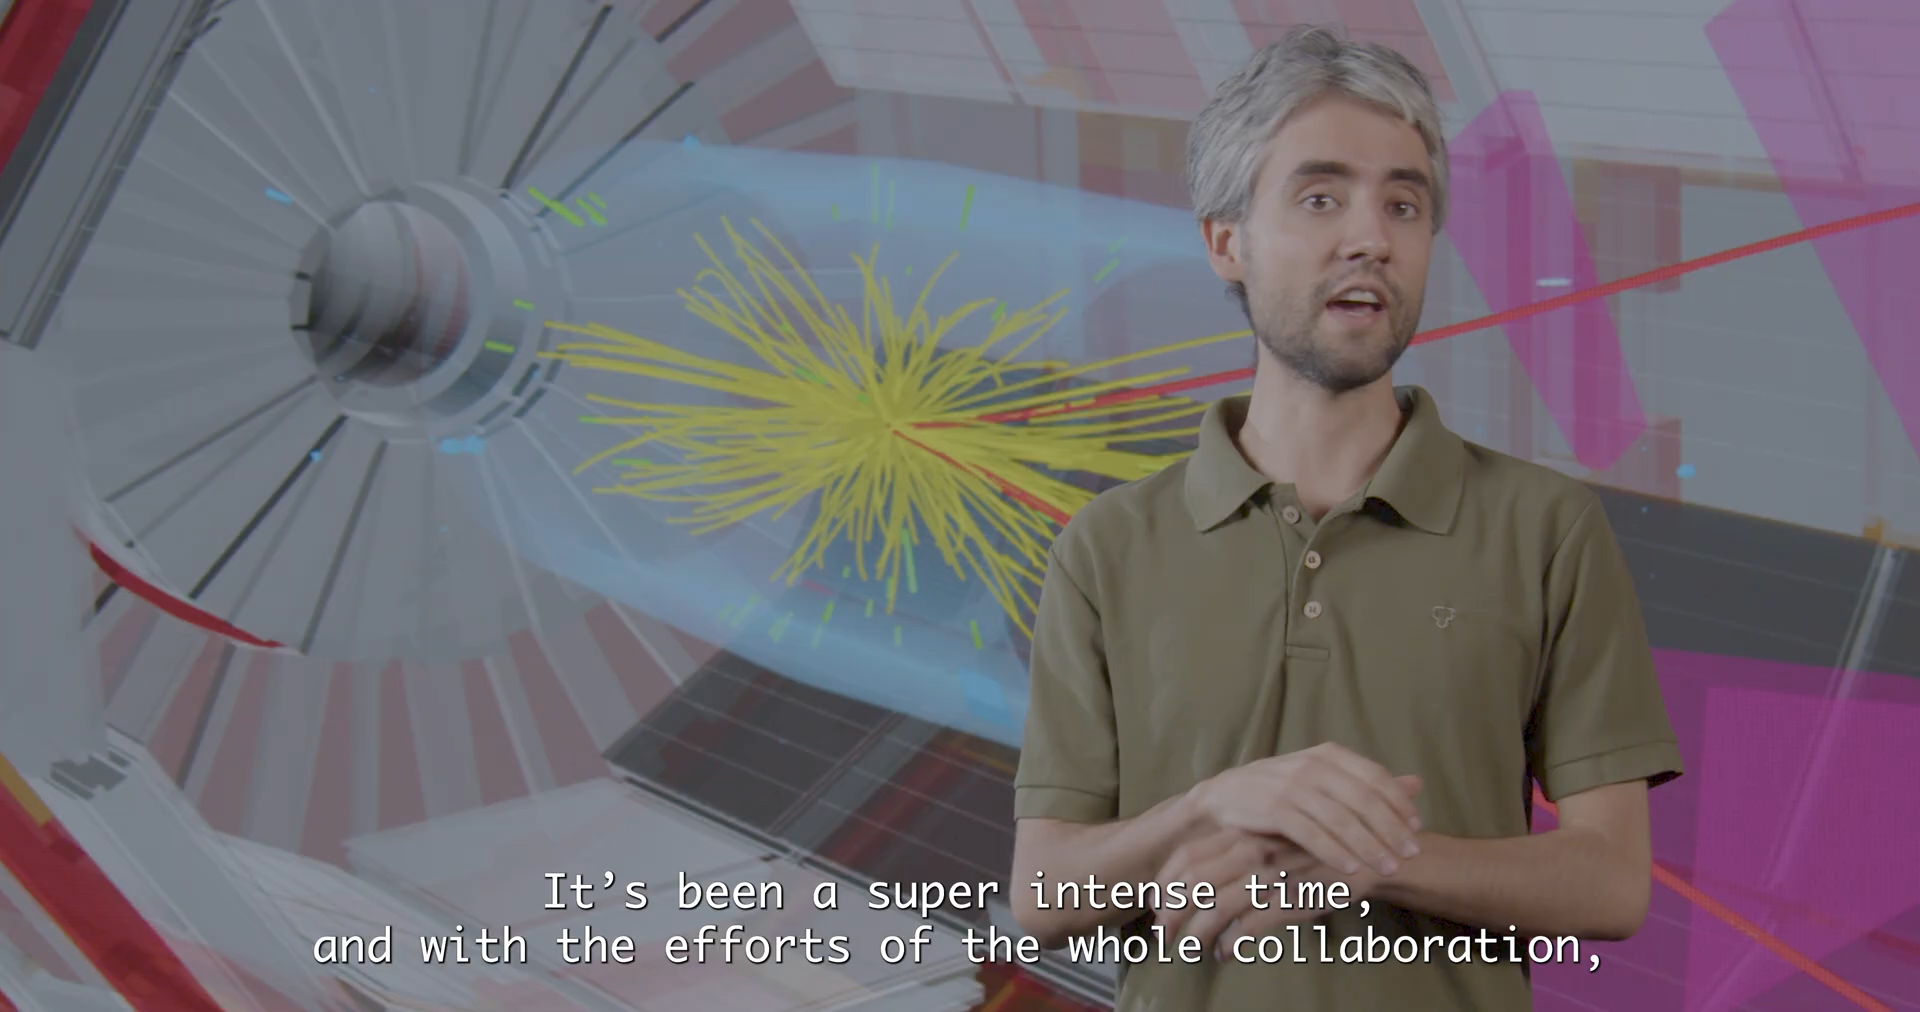 It’s been a super intense time,
and with the efforts of the whole collaboration,